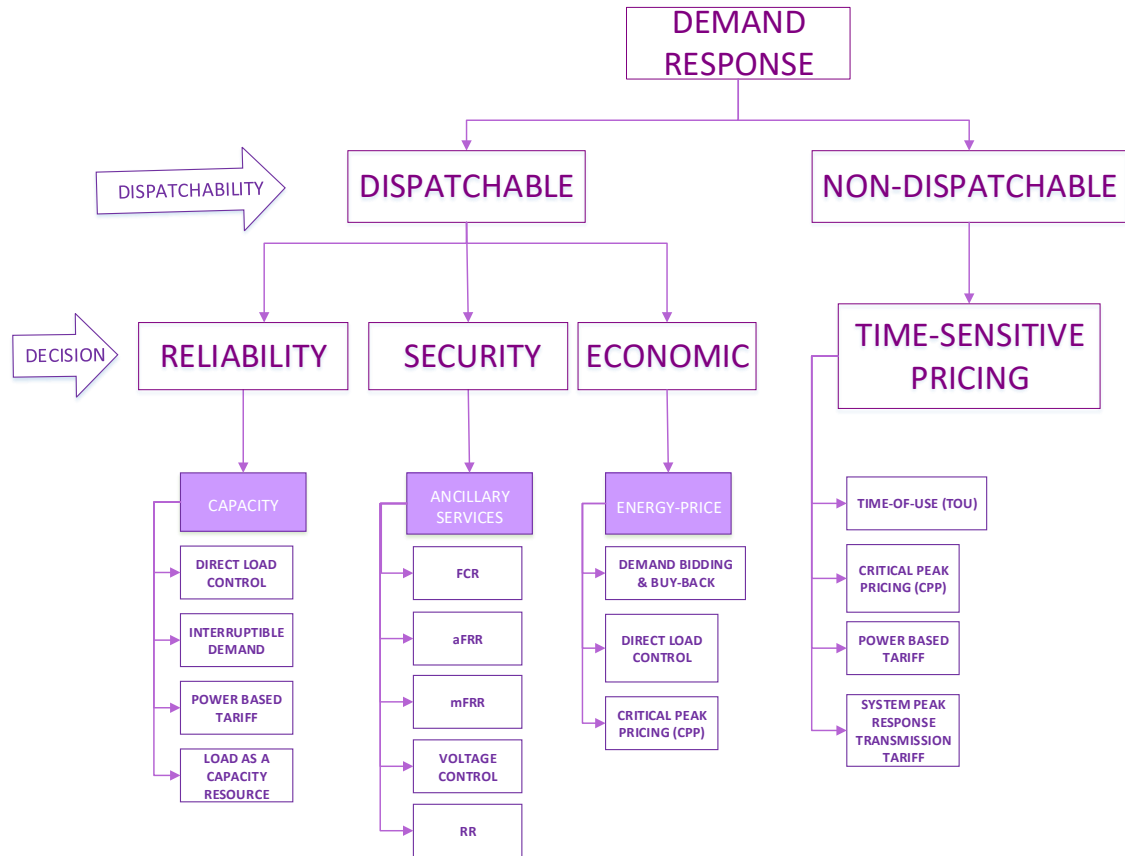 DEMAND
RESPONSE
DISPATCHABILITY
DISPATCHABLE
NON-DISPATCHABLE
DECISION
RELIABILITY
SECURITY
ECONOMIC
TIME-SENSITIVE
PRICING
CAPACITY
DIRECT LOAD
CONTROL
INTERRUPTIBLE
DEMAND
POWER BASED
TARIFF
LOAD AS A
CAPACITY
RESOURCE
ANCILLARY
SERVICES
FCR
aFRR
mFRR
VOLTAGE
CONTROL
RR
ENERGY-PRICE
DEMAND BIDDING
& BUY-BACK
DIRECT LOAD
CONTROL
CRITICAL PEAK
PRICING (CPP)
TIME-OF-USE (TOU)
CRITICAL PEAK
PRICING (CPP)
POWER BASED
TARIFF
SYSTEM PEAK
RESPONSE
TRANSMISSION
TARIFF